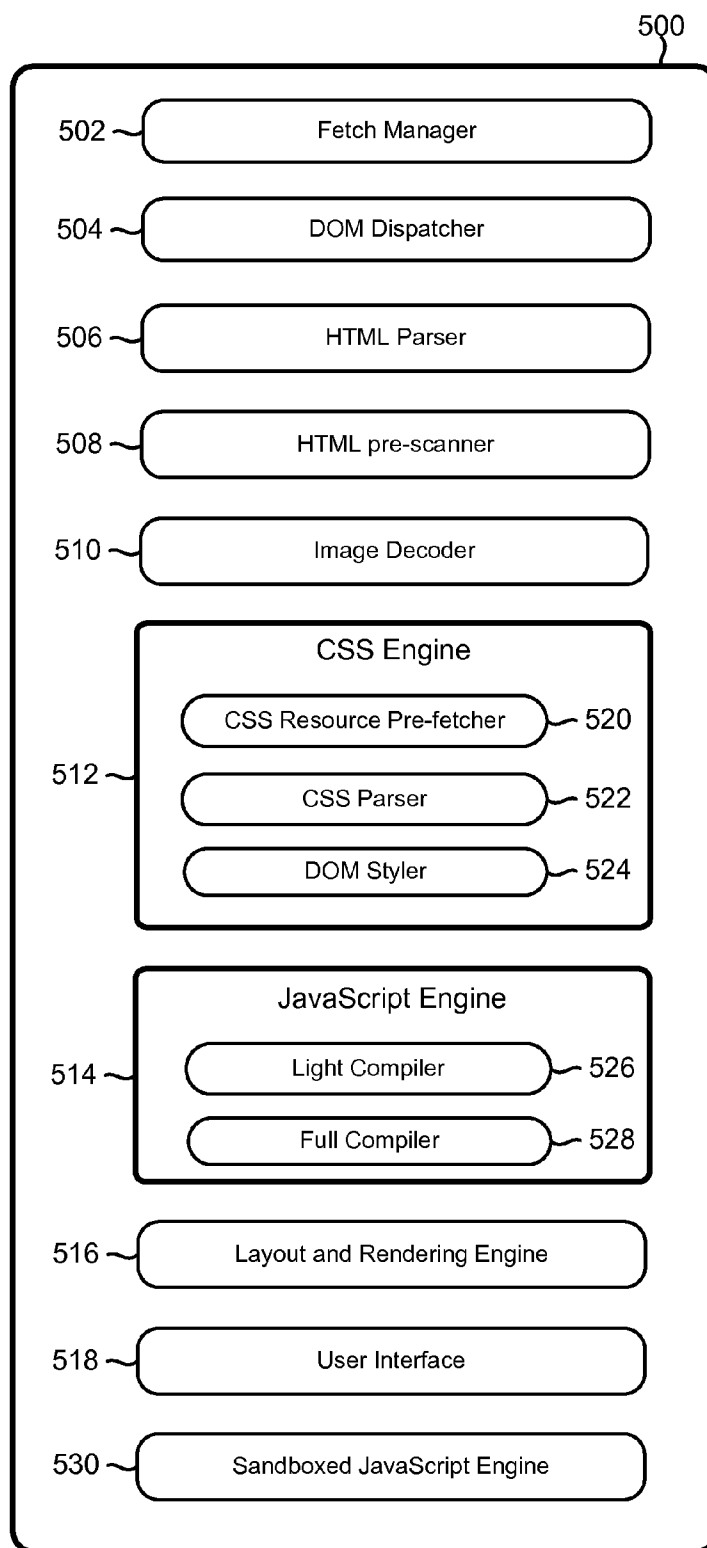 500
502 Fetch Manager
504 DOM Dispatcher
506 HTML Parser
508 HTML pre-scanner
510 Image Decoder
CSS Engine
CSS Resource Pre-fetcher 520
512
CSS Parser 522
DOM Styler 524
JavaScript Engine
514
Light Compiler 526
Full Compiler 528
516 Layout and Rendering Engine
518 User Interface
530 Sandboxed JavaScript Engine